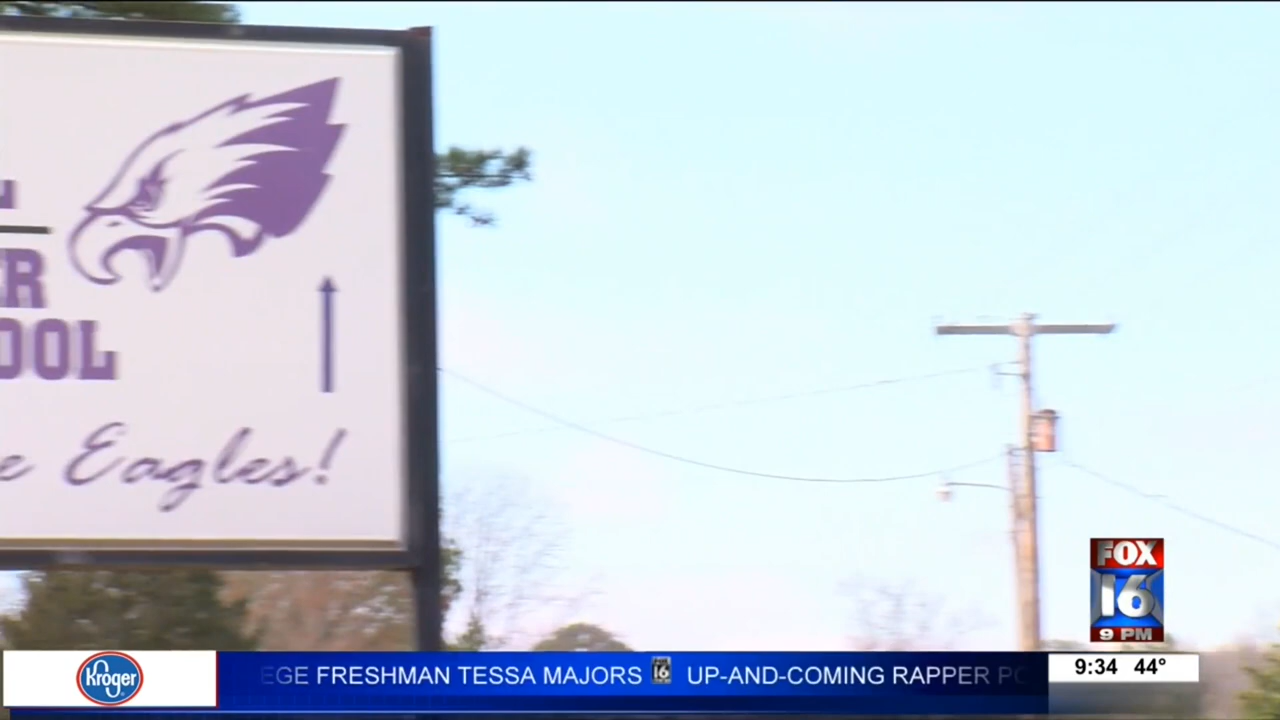 ER
OOL
e Eagles!
FOX
16
9 PM
Kroger
EGE FRESHMAN TESSA MAJORS 16 UP-AND-COMING RAPPER
9:34 44°